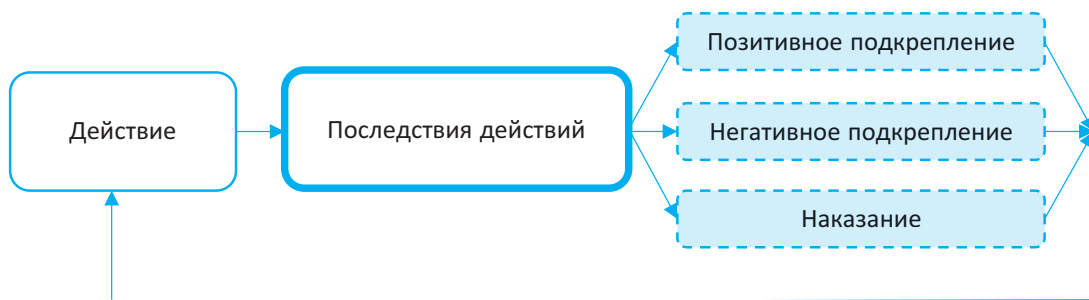 Позитивное подкрепление
Действие
Последствия действий
Негативное подкрепление
Наказание